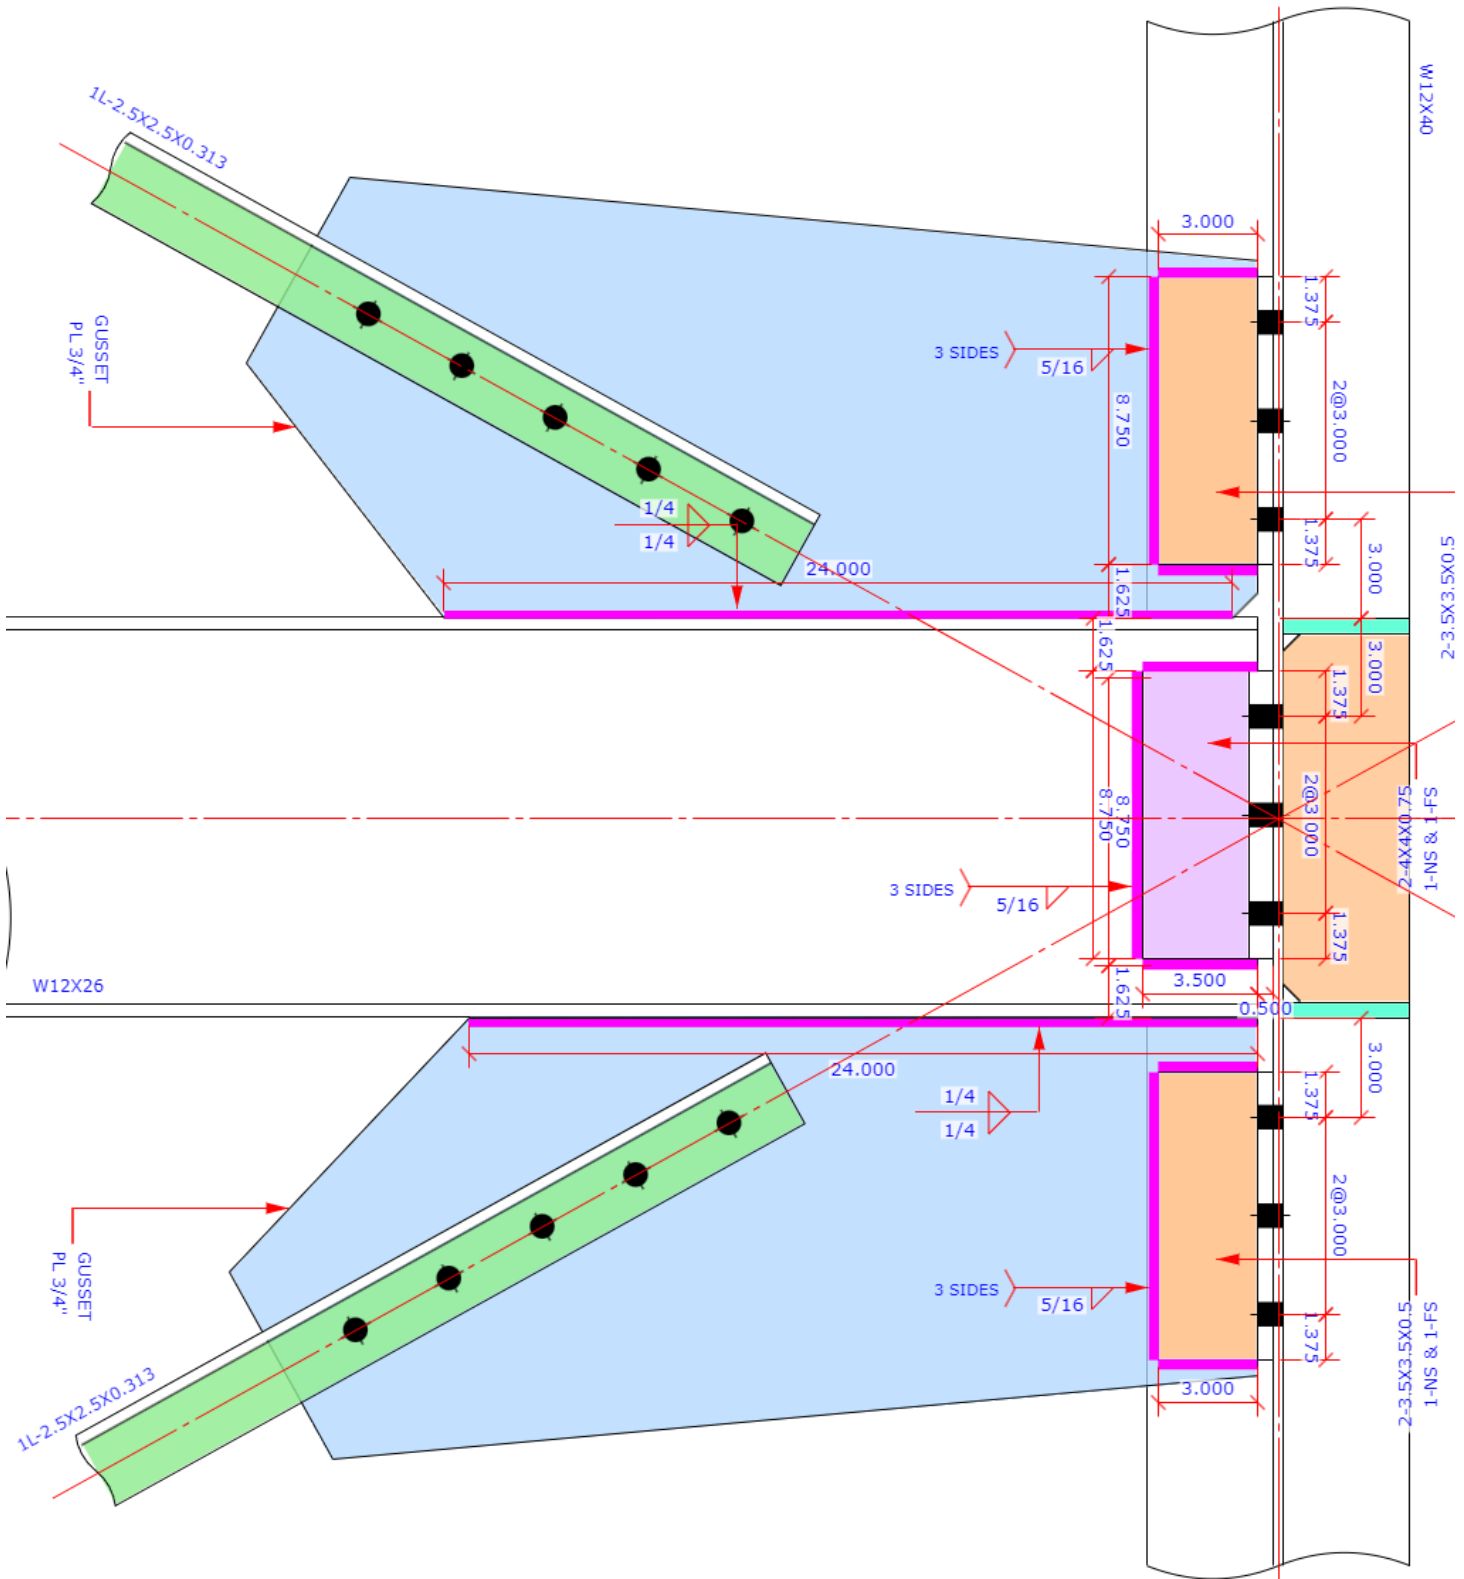 W12X40
1L-2.5X2.5X0.313
3.000
1.375
GUSSET
PL 3/4"
3 SIDES
5/16
8.750
2@3.000
1/4
1/4
24.000
1.375
3.000
2-3.5X3.5X0.5
1.625
1.625
3.000
1.375
2@3.000
8.750
8.750
1-NS & 1-FS
2-4X4X0.75
3 SIDES
5/16
1.375
W12X26
3.500
0.500
1.625
24.000
3.000
1.375
1/4
1/4
2@3.000
GUSSET
PL 3/4"
3 SIDES
5/16
1.375
1-NS & 1-FS
2-3.5X3.5X0.5
3.000
1L-2.5X2.5X0.313